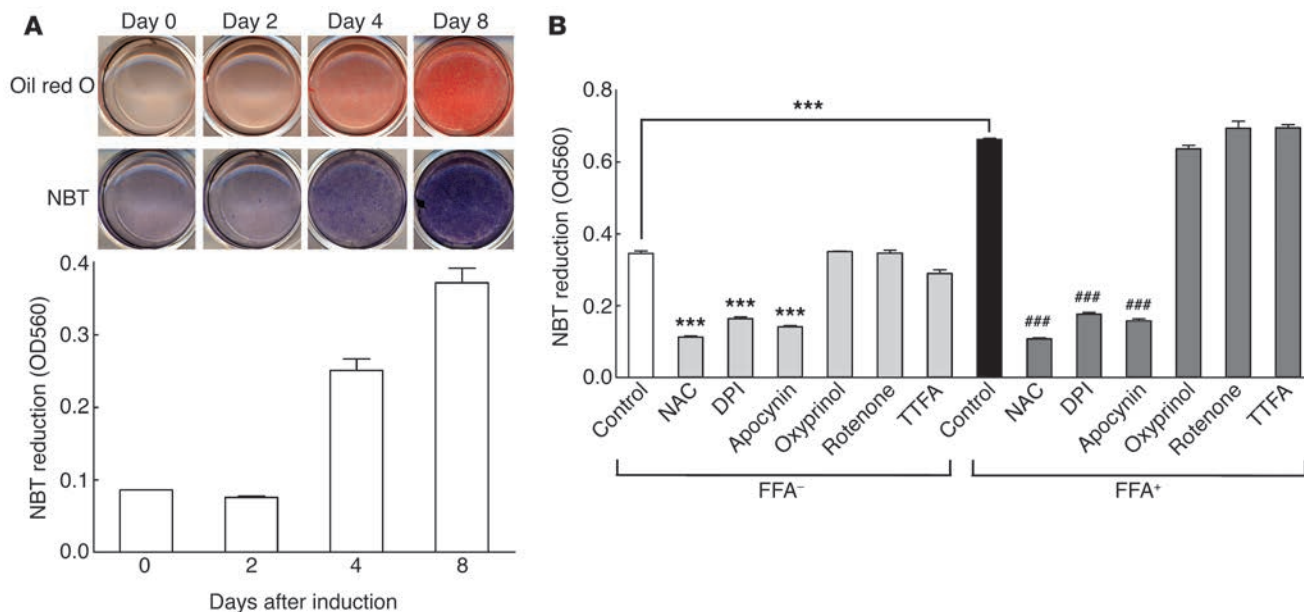 A
Day 0 Day 2 Day 4 Day 8
Oil red O
NBT
NBT reduction (OD560)
0.4
0.3
0.2
0.1
0.0
0 2 4 8
Days after induction
B
NBT reduction (Od560)
0.8
0.6
0.4
0.2
0.0
***
*** *** ***
### ### ###
Control NAC DPI Apocynin Oxyprinol Rotenone TTFA Control NAC DPI Apocynin Oxyprinol Rotenone TTFA
FFA⁻ FFA⁺